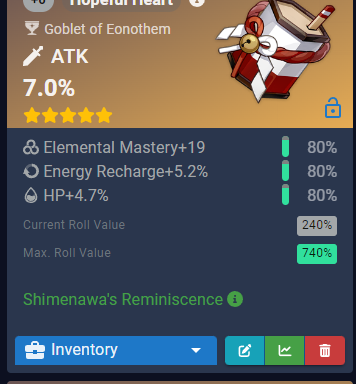 +0 Hopeful Heart
Goblet of Eonothem
ATK
7.0%
Elemental Mastery+19 80%
Energy Recharge+5.2% 80%
HP+4.7% 80%
Current Roll Value 240%
Max. Roll Value 740%
Shimenawa's Reminiscence
Inventory